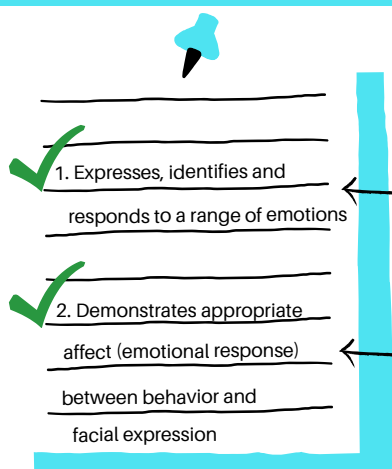 1. Expresses, identifies and
responds to a range of emotions
2. Demonstrates appropriate
affect (emotional response)
between behavior and
facial expression